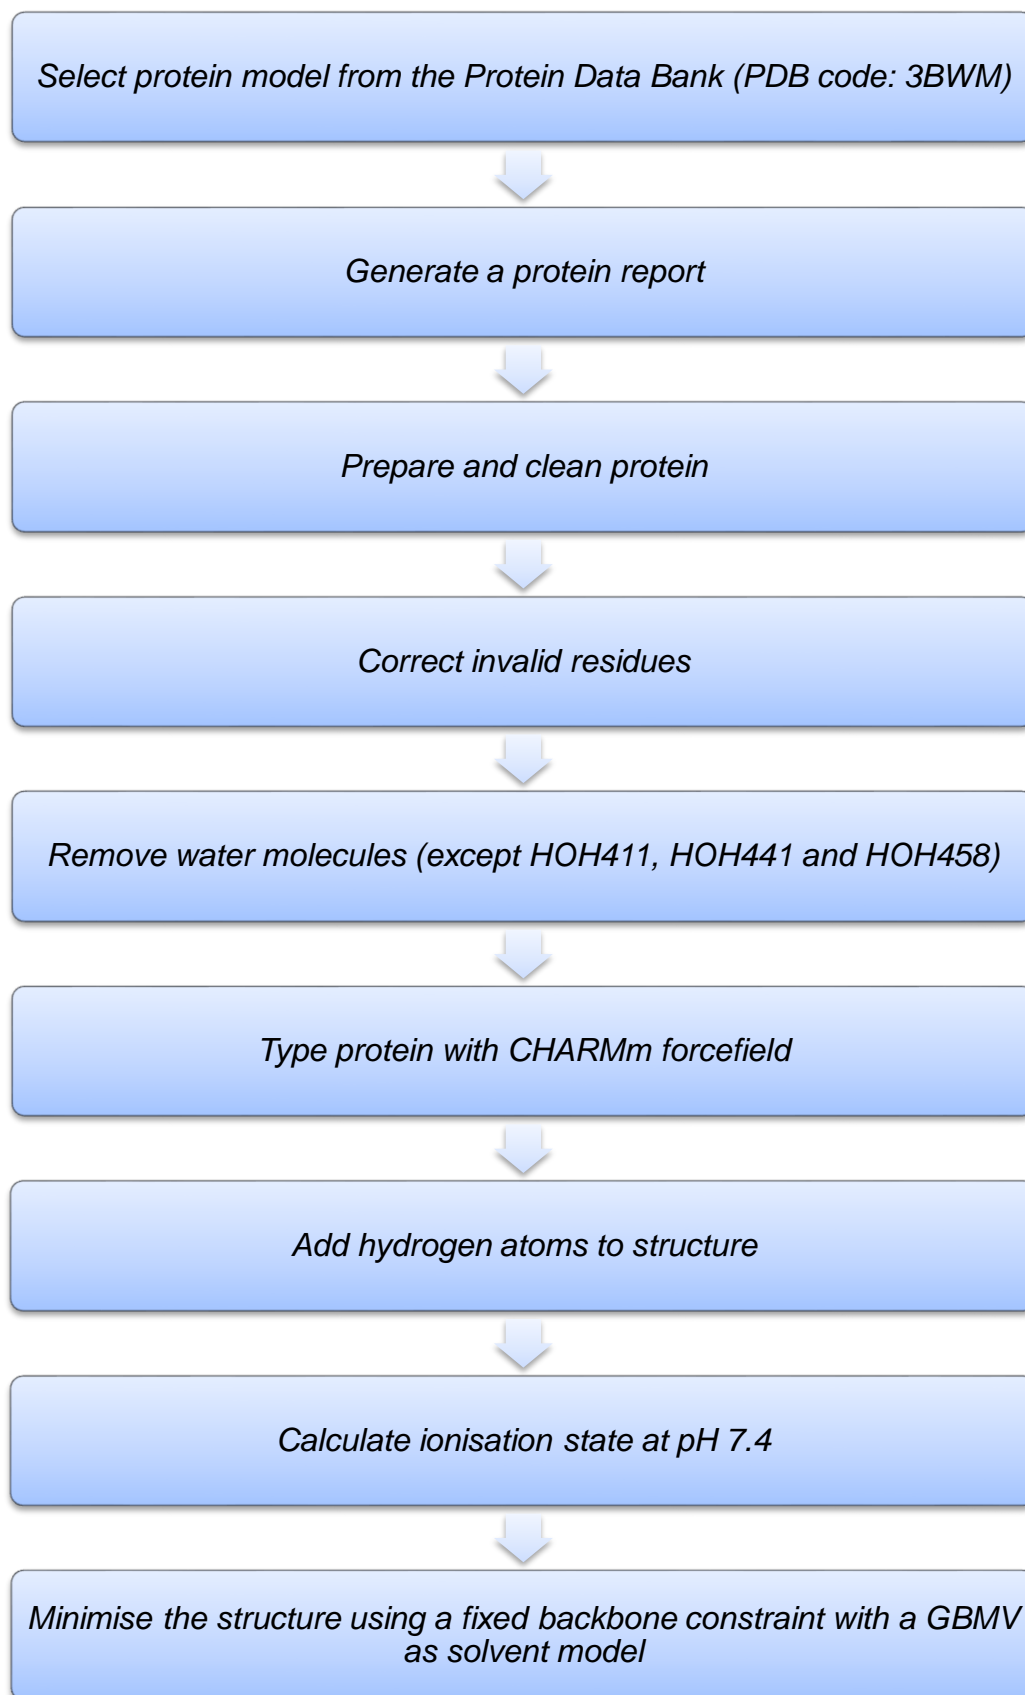 Select protein model from the Protein Data Bank (PDB code: 3BWM)
Generate a protein report
Prepare and clean protein
Correct invalid residues
Remove water molecules (except HOH411, HOH441 and HOH458)
Type protein with CHARMm forcefield
Add hydrogen atoms to structure
Calculate ionisation state at pH 7.4
Minimise the structure using a fixed backbone constraint with a GBMV
as solvent model